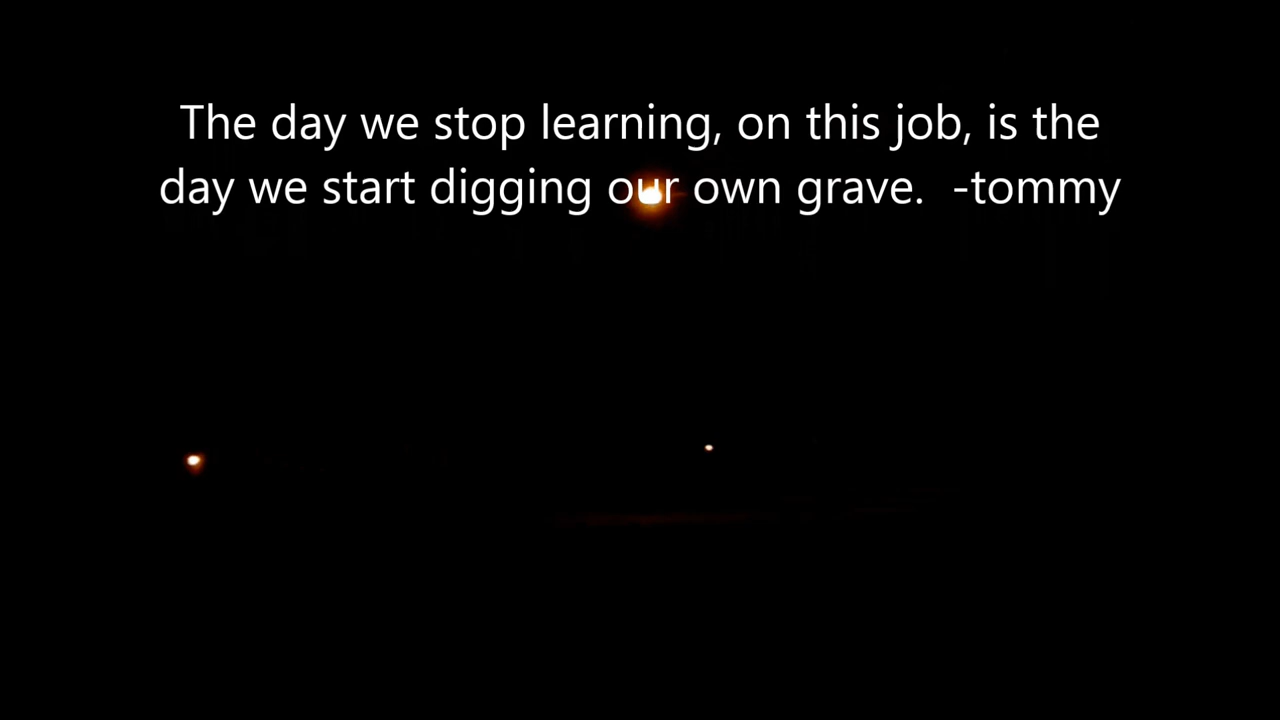 The day we stop learning, on this job, is the
day we start digging our own grave.  -tommy